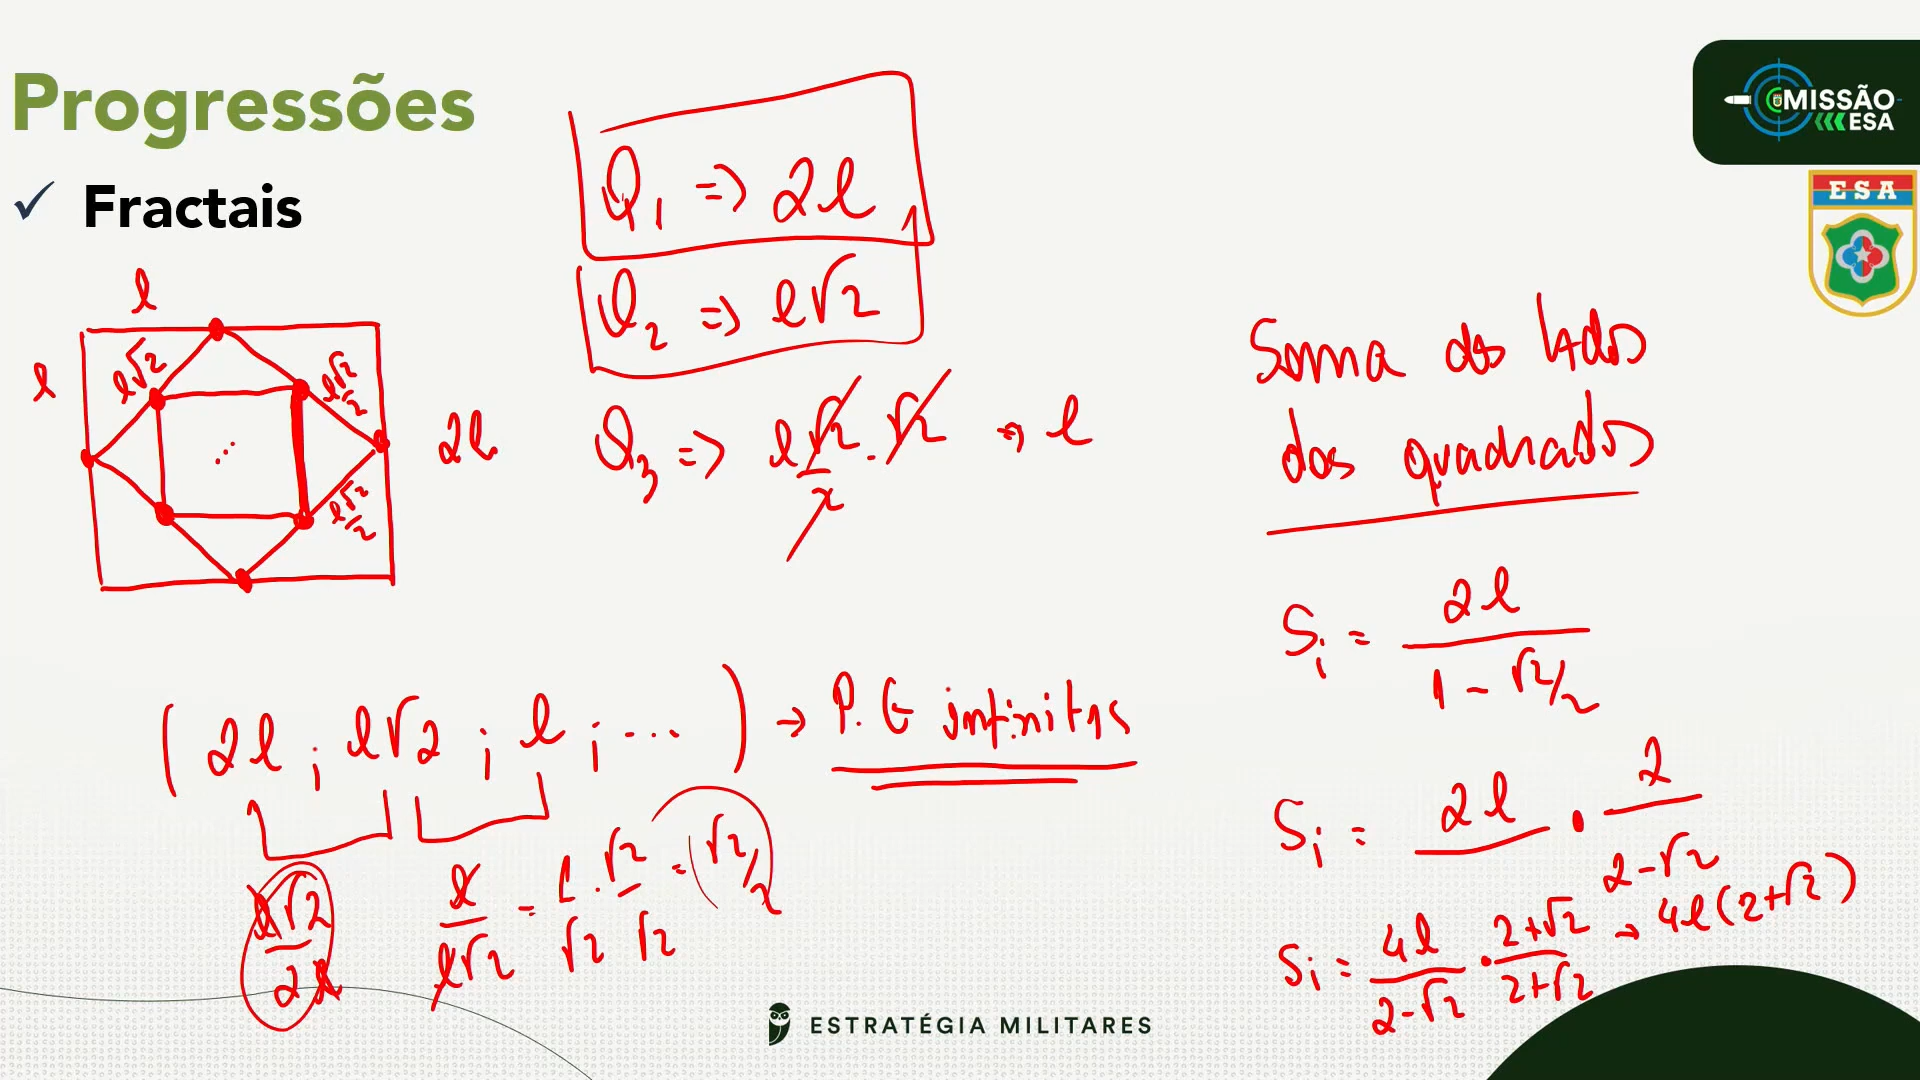 Progressões
✓ Fractais
MISSÃO
ESA
ESA
Q₁ => 2l
Q₂ => l√2
Q₃ => l√2/2 . √2 → l
l
l
l√2
l√2/2
l√2/2
2l
Soma dos lados
dos quadrados
Sᵢ = 2l/(1 - √2/2)
(2l ; l√2 ; l ; ...) → P.G infinitas
l√2/2l
l/l√2 = 1/√2 . √2/√2 = √2/2
Sᵢ = 2l . 2/(2-√2)
Sᵢ = 4l/(2-√2) . (2+√2)/(2+√2) → 4l(2+√2)
ESTRATÉGIA MILITARES